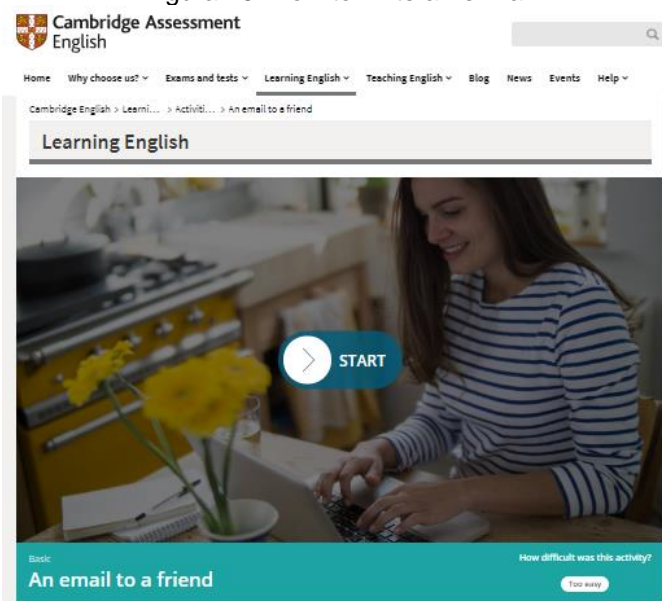 Cambridge Assessment
English
Home Why choose us? Exams and tests Learning English Teaching English Blog News Events Help
Cambridge English > Learni... > Activiti... > An email to a friend
Learning English
START
Basic
How difficult was this activity?
An email to a friend
Too easy